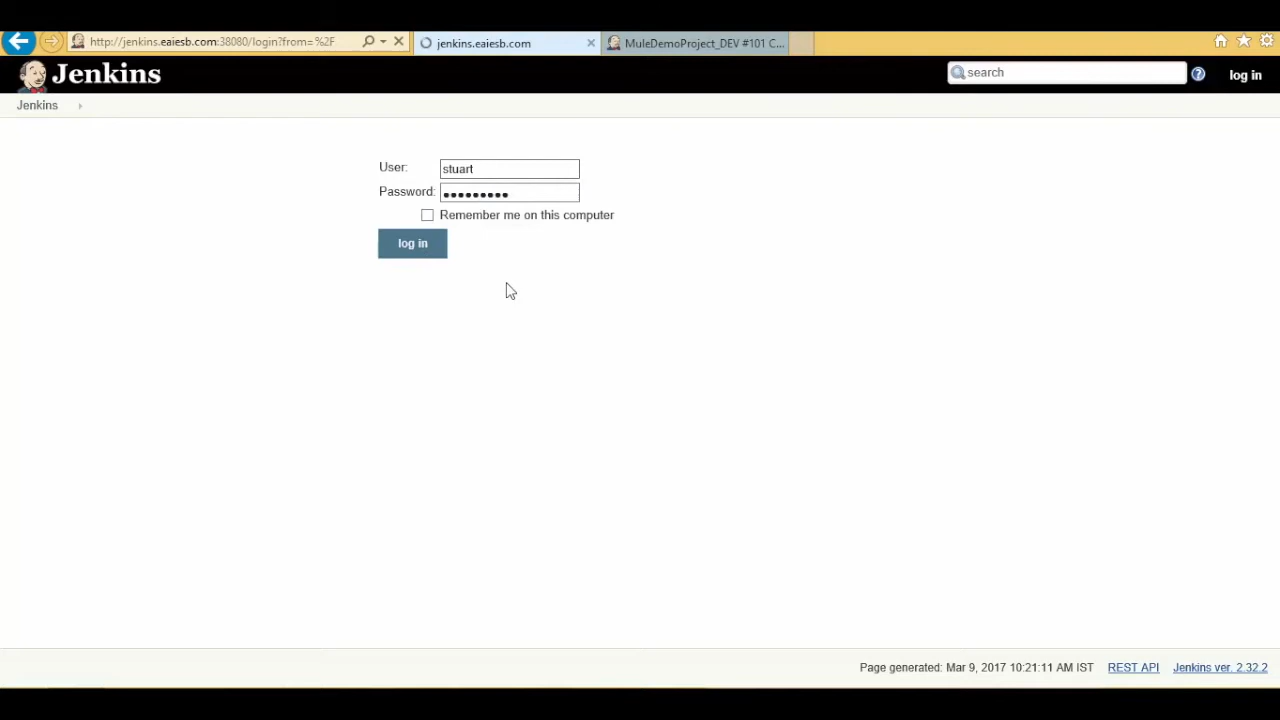 http://jenkins.eaiesb.com:38080/login?from=%2F
jenkins.eaiesb.com
MuleDemoProject_DEV #101 C...
Jenkins
search
log in
Jenkins
User:
stuart
Password:
•••••••••
Remember me on this computer
log in
Page generated: Mar 9, 2017 10:21:11 AM IST
REST API
Jenkins ver. 2.32.2